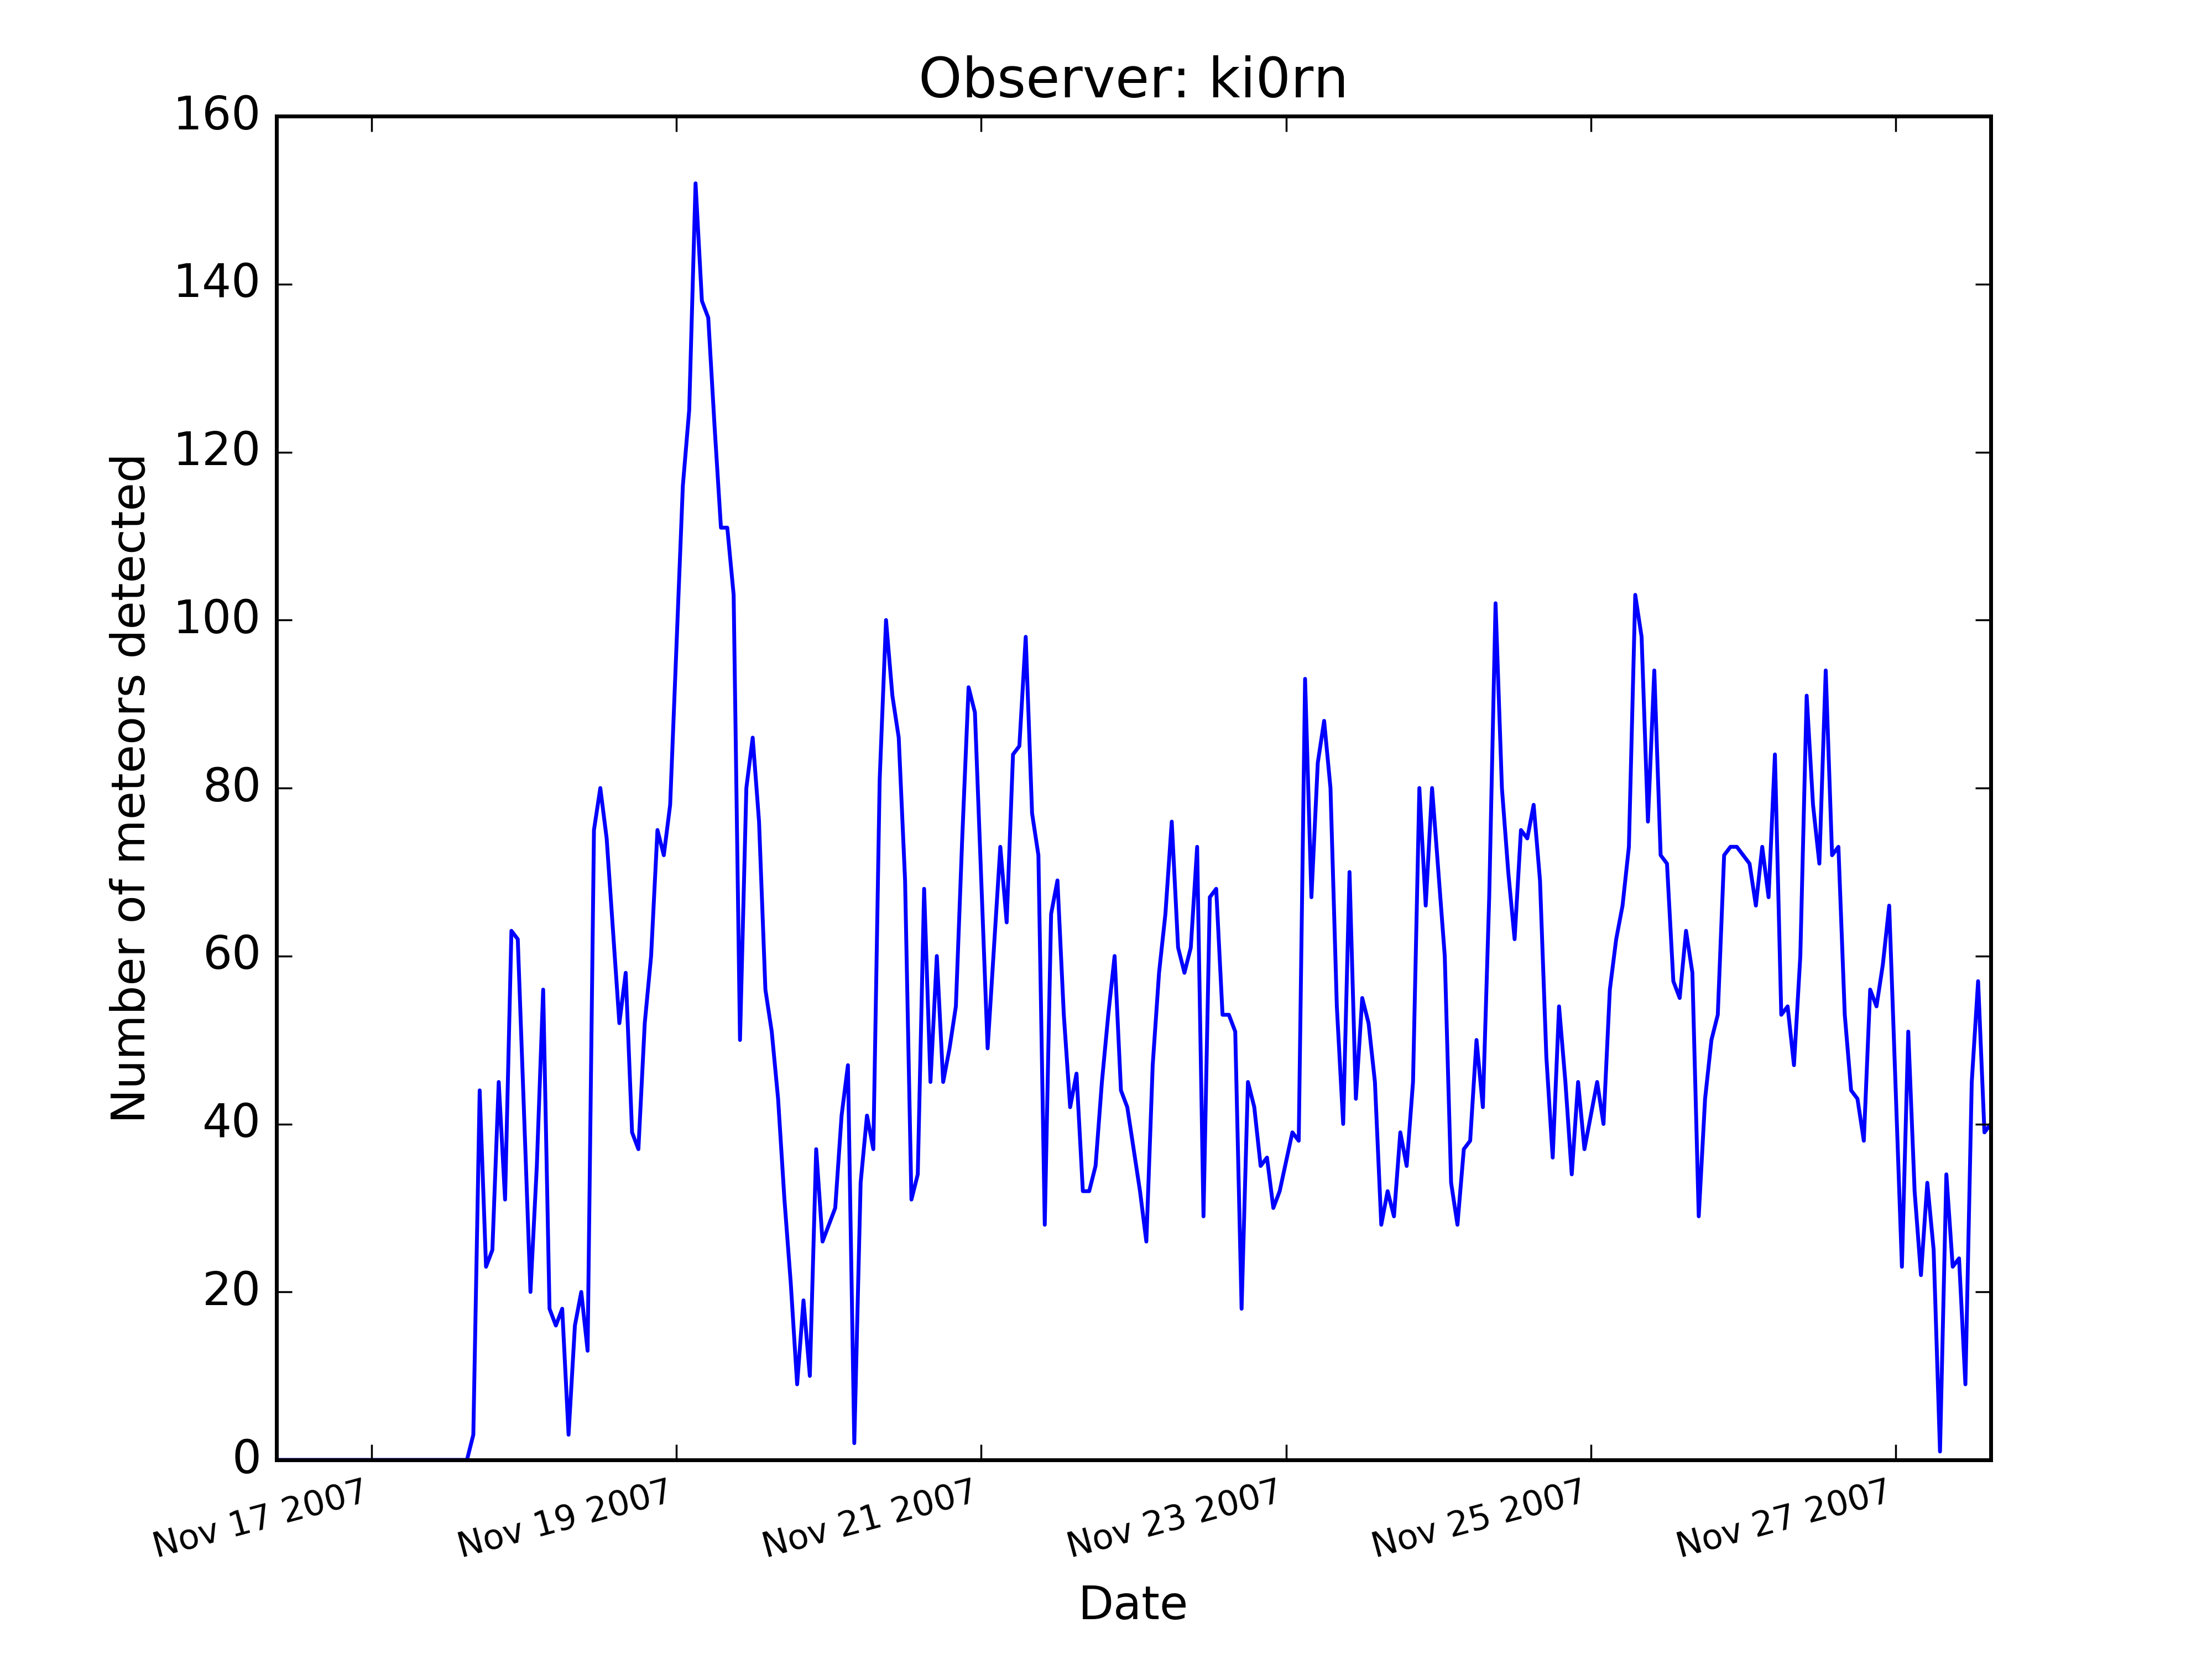 Observer: ki0rn
160
140
120
100
80
60
40
20
0
Number of meteors detected
Nov 17 2007
Nov 19 2007
Nov 21 2007
Nov 23 2007
Nov 25 2007
Nov 27 2007
Date